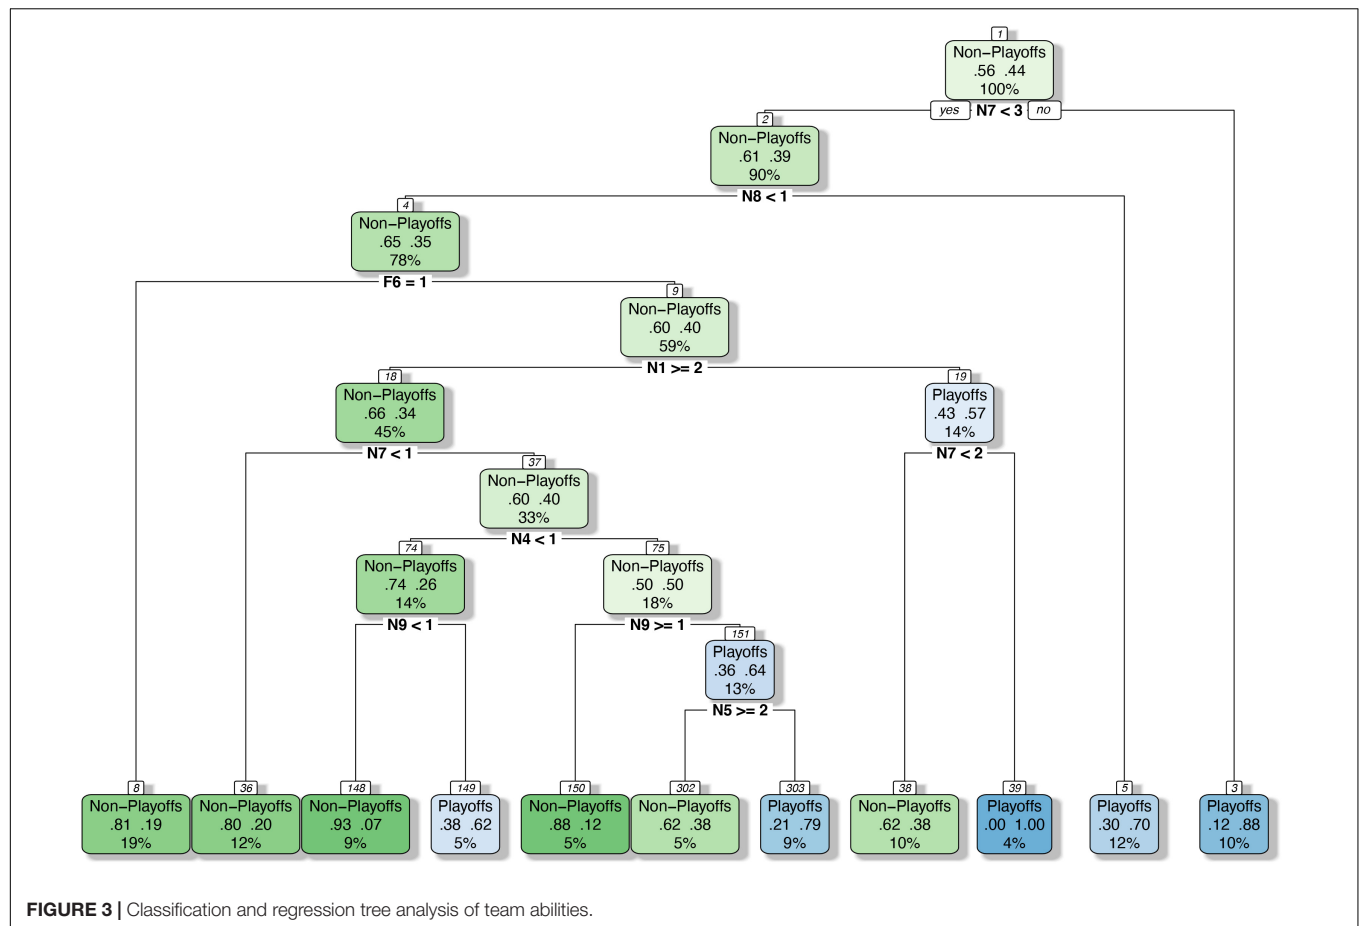 1
Non−Playoffs
.56 .44
100%
yes N7 < 3 no
2
Non−Playoffs
.61 .39
90%
N8 < 1
4
Non−Playoffs
.65 .35
78%
F6 = 1
9
Non−Playoffs
.60 .40
59%
N1 >= 2
18
Non−Playoffs
.66 .34
45%
N7 < 1
19
Playoffs
.43 .57
14%
N7 < 2
37
Non−Playoffs
.60 .40
33%
N4 < 1
74
Non−Playoffs
.74 .26
14%
N9 < 1
75
Non−Playoffs
.50 .50
18%
N9 >= 1
151
Playoffs
.36 .64
13%
N5 >= 2
8
Non−Playoffs
.81 .19
19%
36
Non−Playoffs
.80 .20
12%
148
Non−Playoffs
.93 .07
9%
149
Playoffs
.38 .62
5%
150
Non−Playoffs
.88 .12
5%
302
Non−Playoffs
.62 .38
5%
303
Playoffs
.21 .79
9%
38
Non−Playoffs
.62 .38
10%
39
Playoffs
.00 1.00
4%
5
Playoffs
.30 .70
12%
3
Playoffs
.12 .88
10%
FIGURE 3 | Classification and regression tree analysis of team abilities.